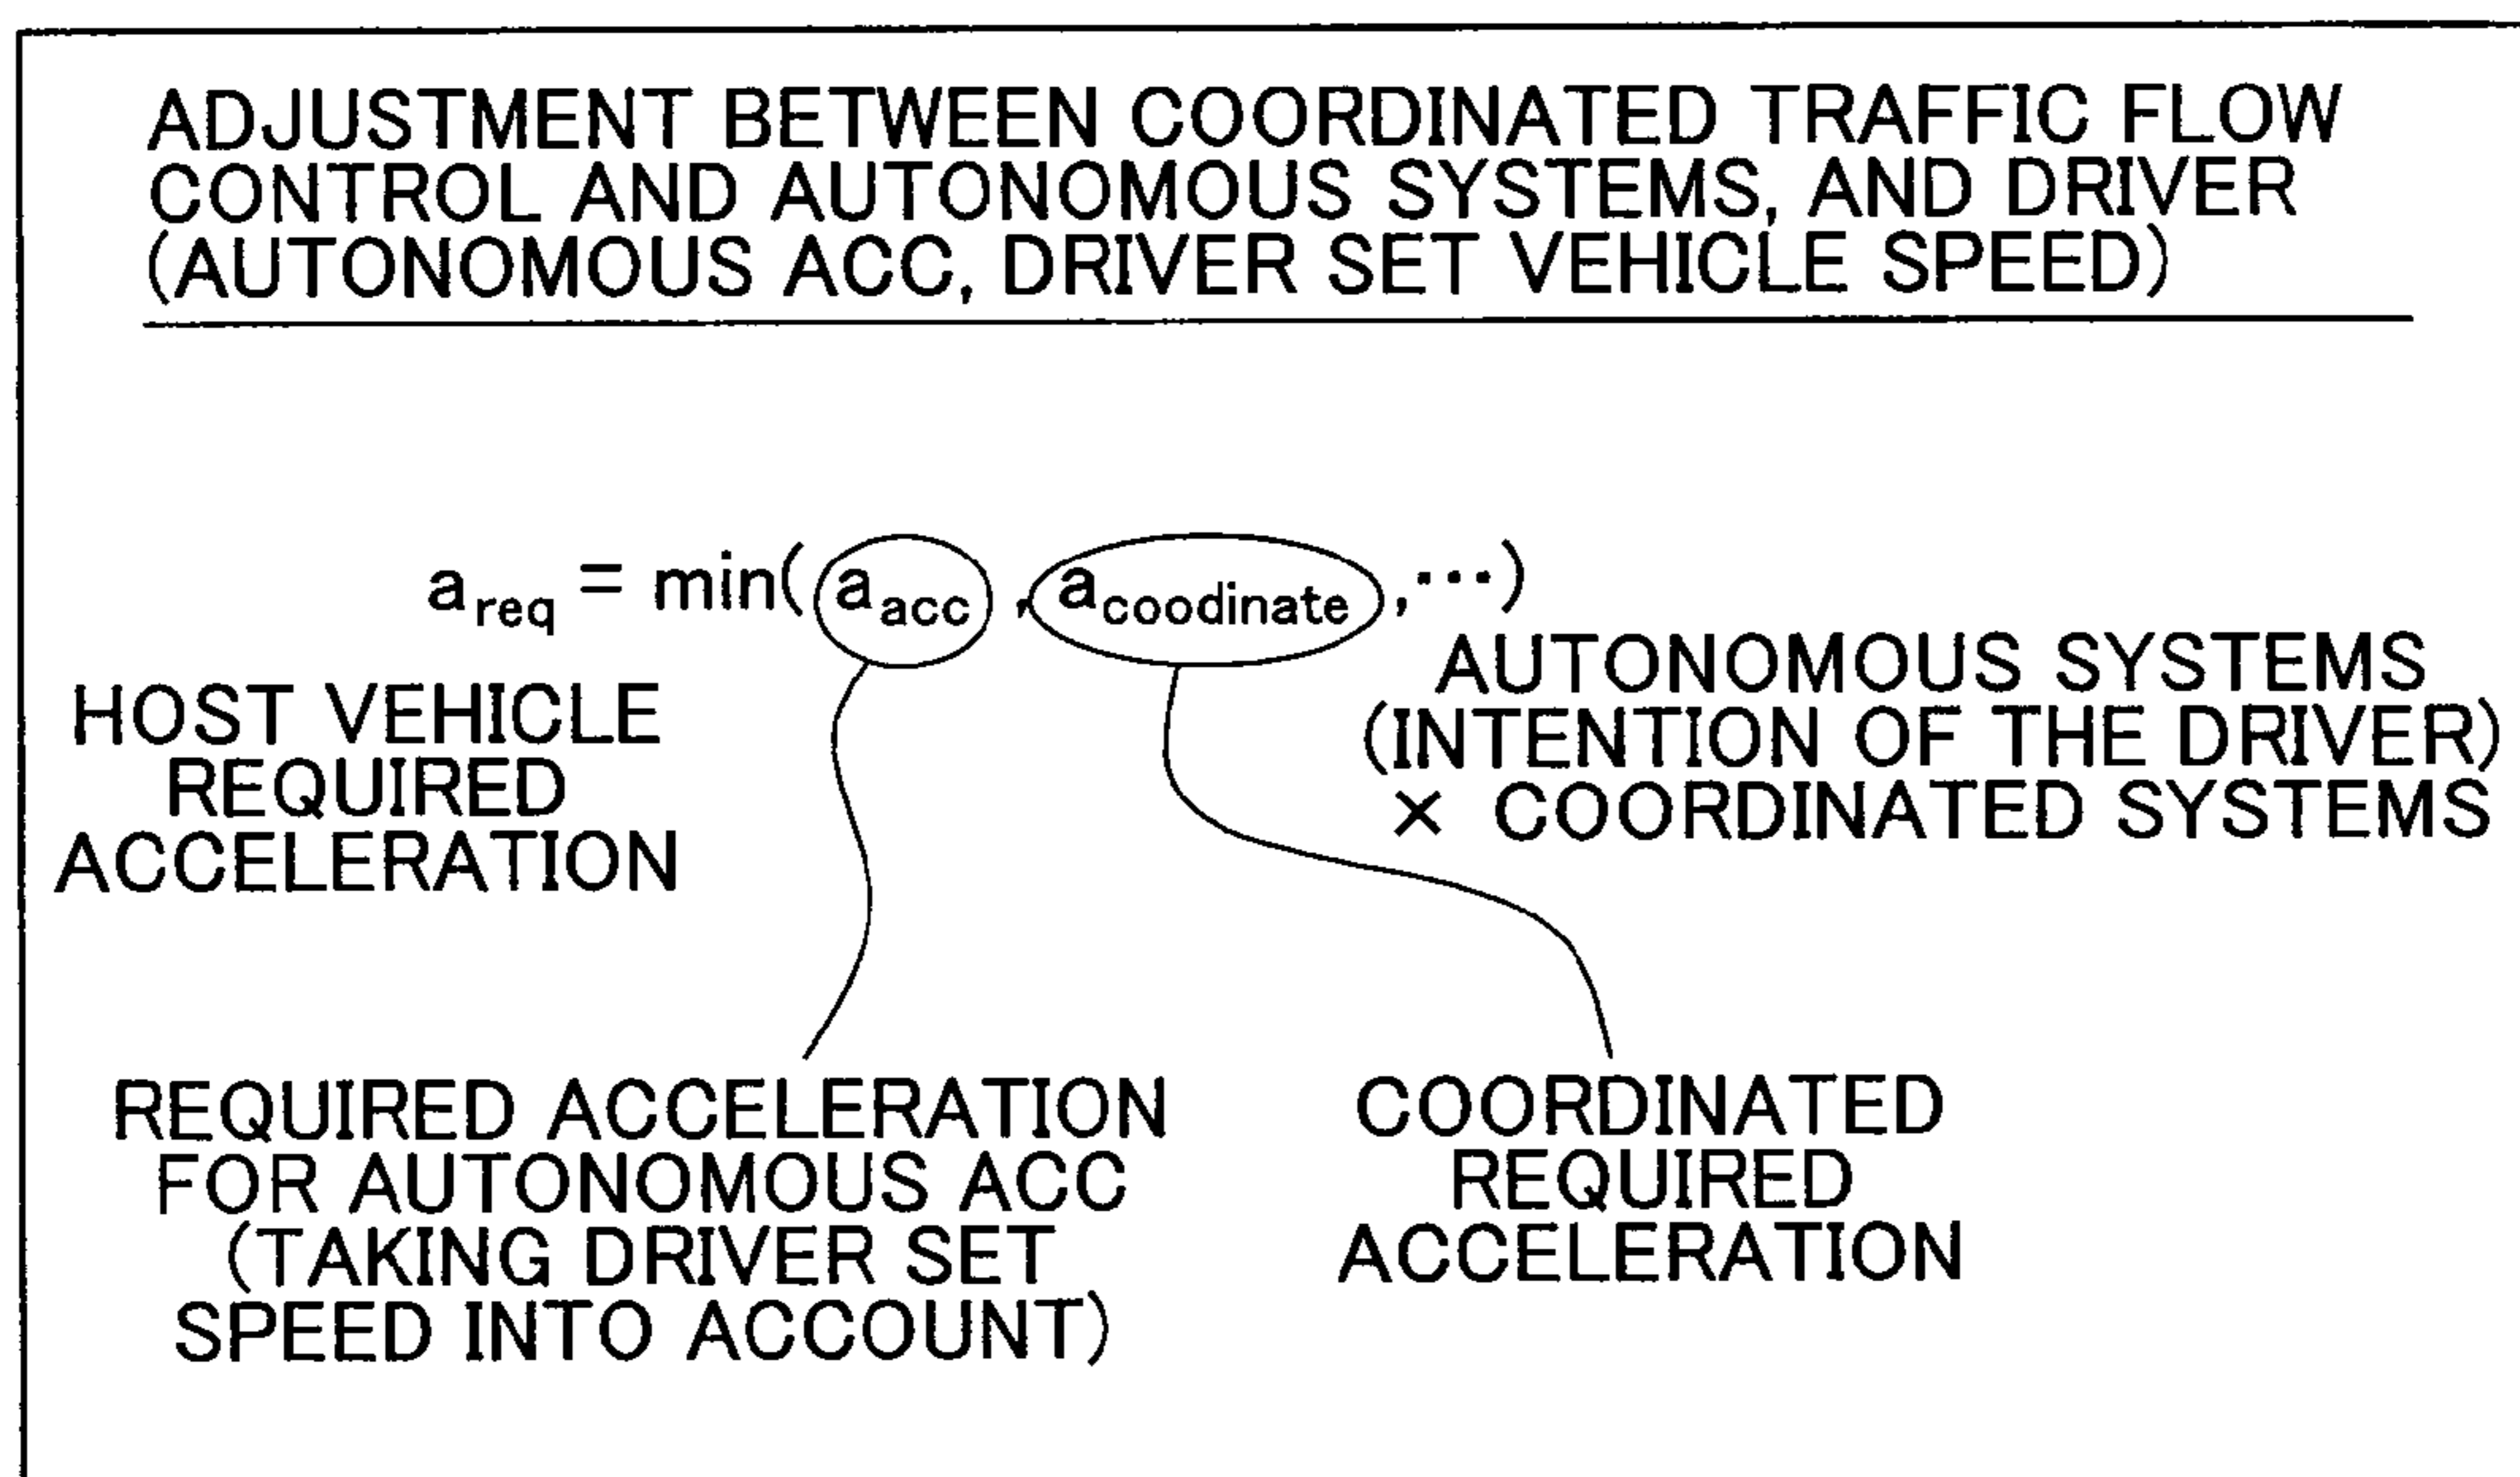 ADJUSTMENT BETWEEN COORDINATED TRAFFIC FLOW
CONTROL AND AUTONOMOUS SYSTEMS, AND DRIVER
(AUTONOMOUS ACC, DRIVER SET VEHICLE SPEED)
a_req = min(a_acc, a_coodinate, ···)
HOST VEHICLE
REQUIRED
ACCELERATION
AUTONOMOUS SYSTEMS
(INTENTION OF THE DRIVER)
× COORDINATED SYSTEMS
REQUIRED ACCELERATION
FOR AUTONOMOUS ACC
(TAKING DRIVER SET
SPEED INTO ACCOUNT)
COORDINATED
REQUIRED
ACCELERATION